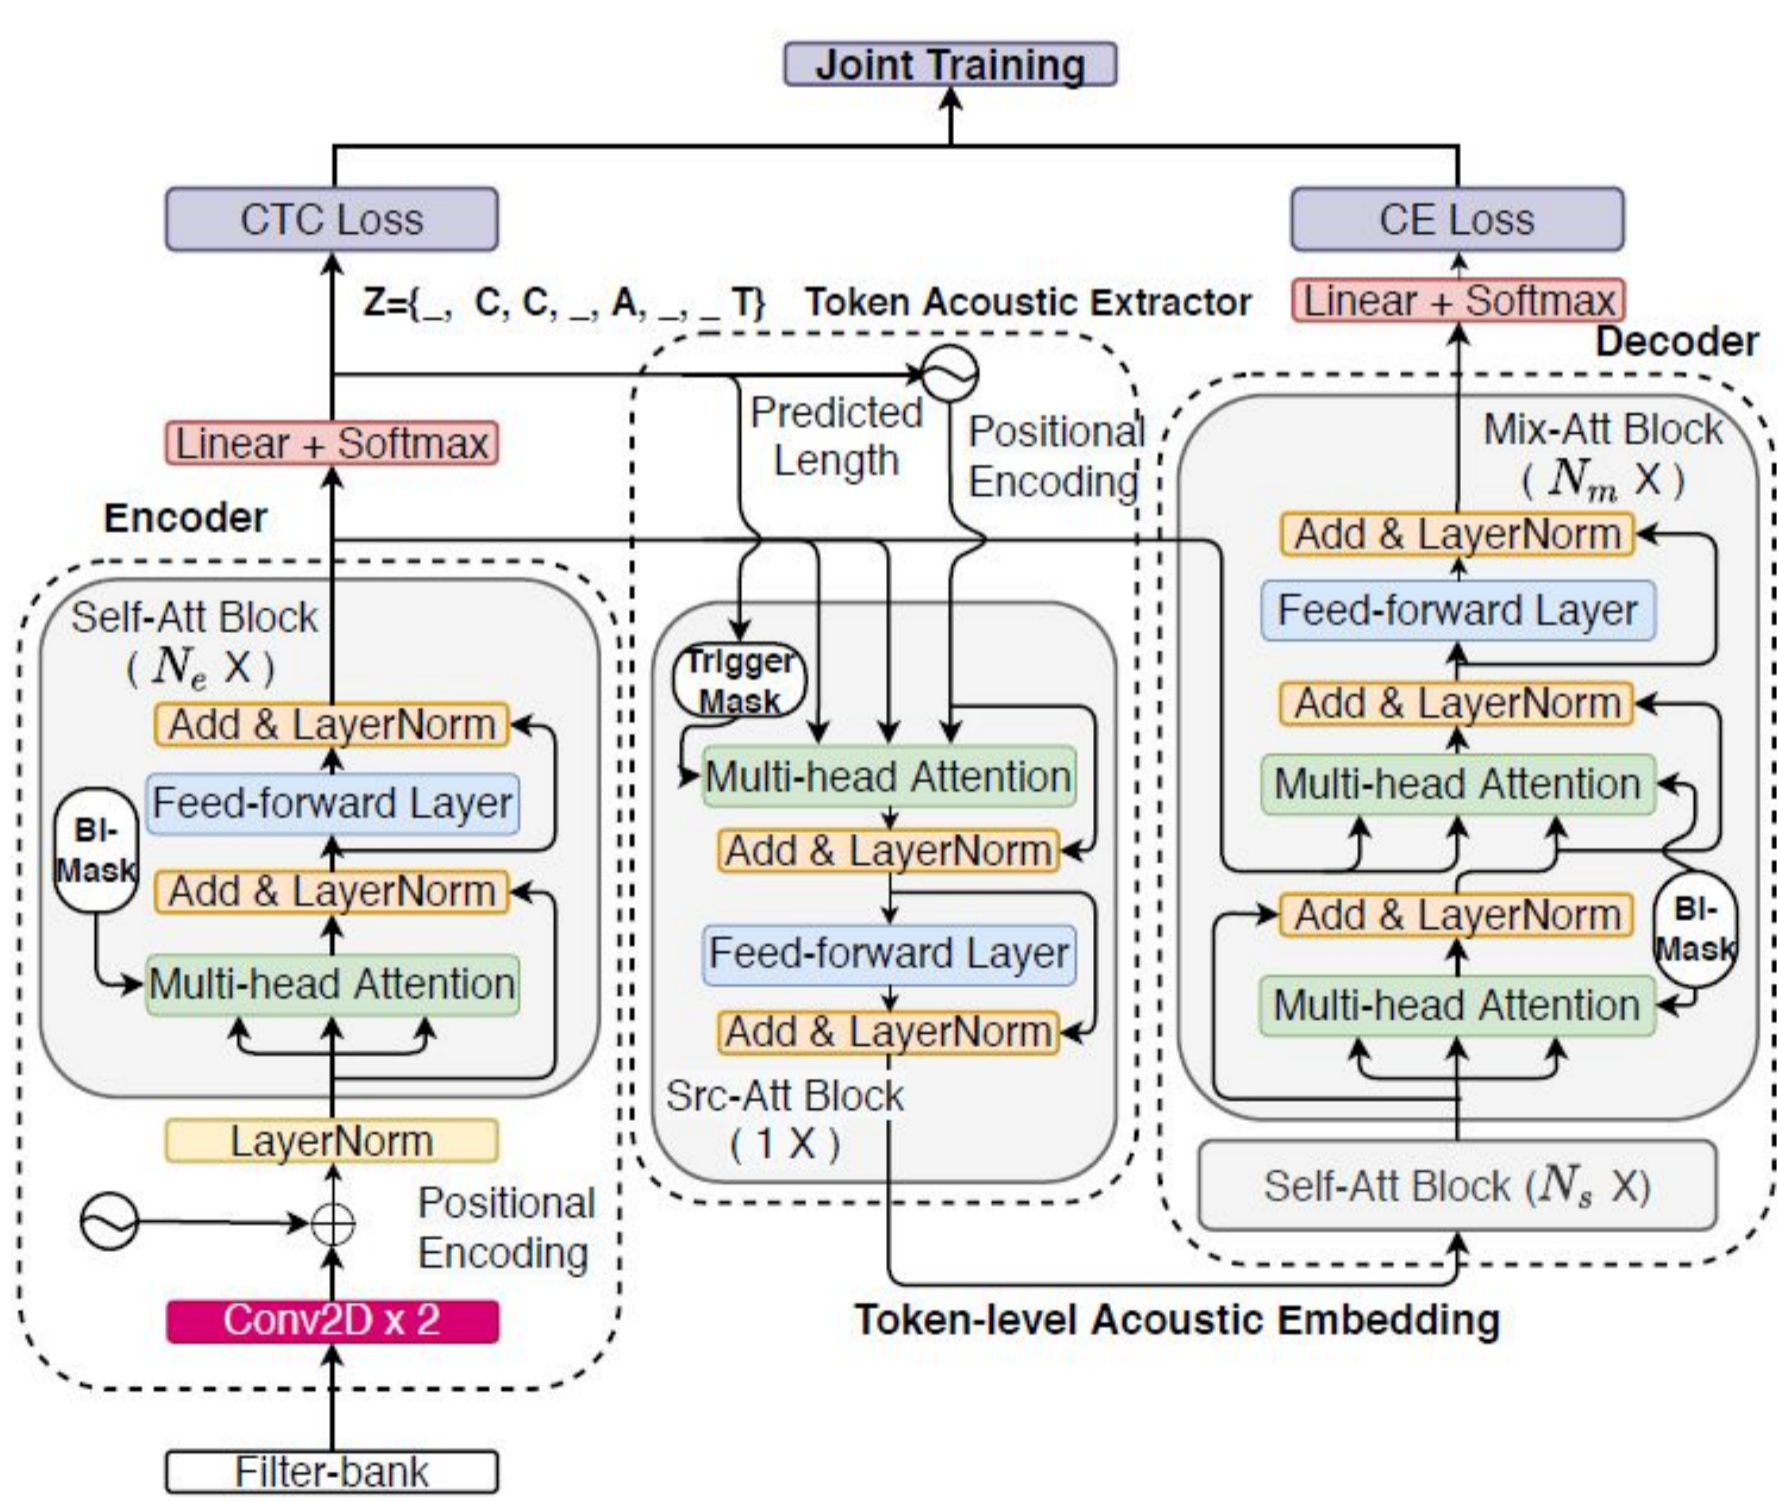 Joint Training
CTC Loss
CE Loss
Z={_, C, C, _, A, _, _ T}
Token Acoustic Extractor
Linear + Softmax
Decoder
Predicted
Length
Positional
Encoding
Linear + Softmax
Mix-Att Block
( Nm X )
Encoder
Add & LayerNorm
Feed-forward Layer
Self-Att Block
( Ne X )
Trigger
Mask
Add & LayerNorm
Add & LayerNorm
Multi-head Attention
Multi-head Attention
Feed-forward Layer
BI-
Mask
Add & LayerNorm
Add & LayerNorm
Add & LayerNorm
BI-
Mask
Feed-forward Layer
Multi-head Attention
Multi-head Attention
Add & LayerNorm
Src-Att Block
( 1 X )
LayerNorm
Self-Att Block (Ns X)
Positional
Encoding
Conv2D x 2
Token-level Acoustic Embedding
Filter-bank